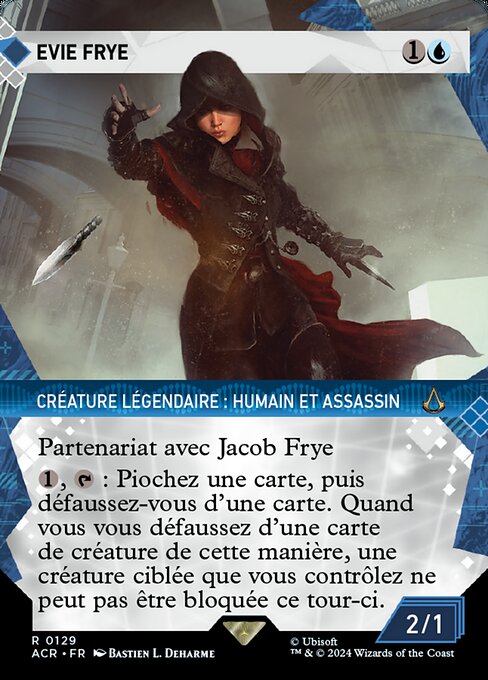 EVIE FRYE
1
CRÉATURE LÉGENDAIRE : HUMAIN ET ASSASSIN
Partenariat avec Jacob Frye
1, : Piochez une carte, puis
défaussez-vous d'une carte. Quand
vous vous défaussez d'une carte
de créature de cette manière, une
créature ciblée que vous contrôlez ne
peut pas être bloquée ce tour-ci.
2/1
R 0129
ACR • FR Bastien L. Deharme
© Ubisoft
™ & © 2024 Wizards of the Coast